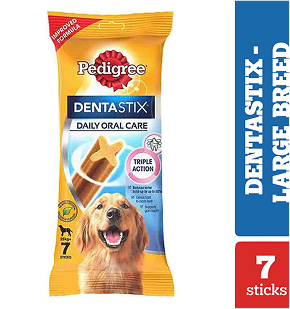 IMPROVED
FORMULA
Pedigree
DENTASTIX
DAILY ORAL CARE
TRIPLE
ACTION
7
STICKS
DENTASTIX -
LARGE BREED
7
sticks